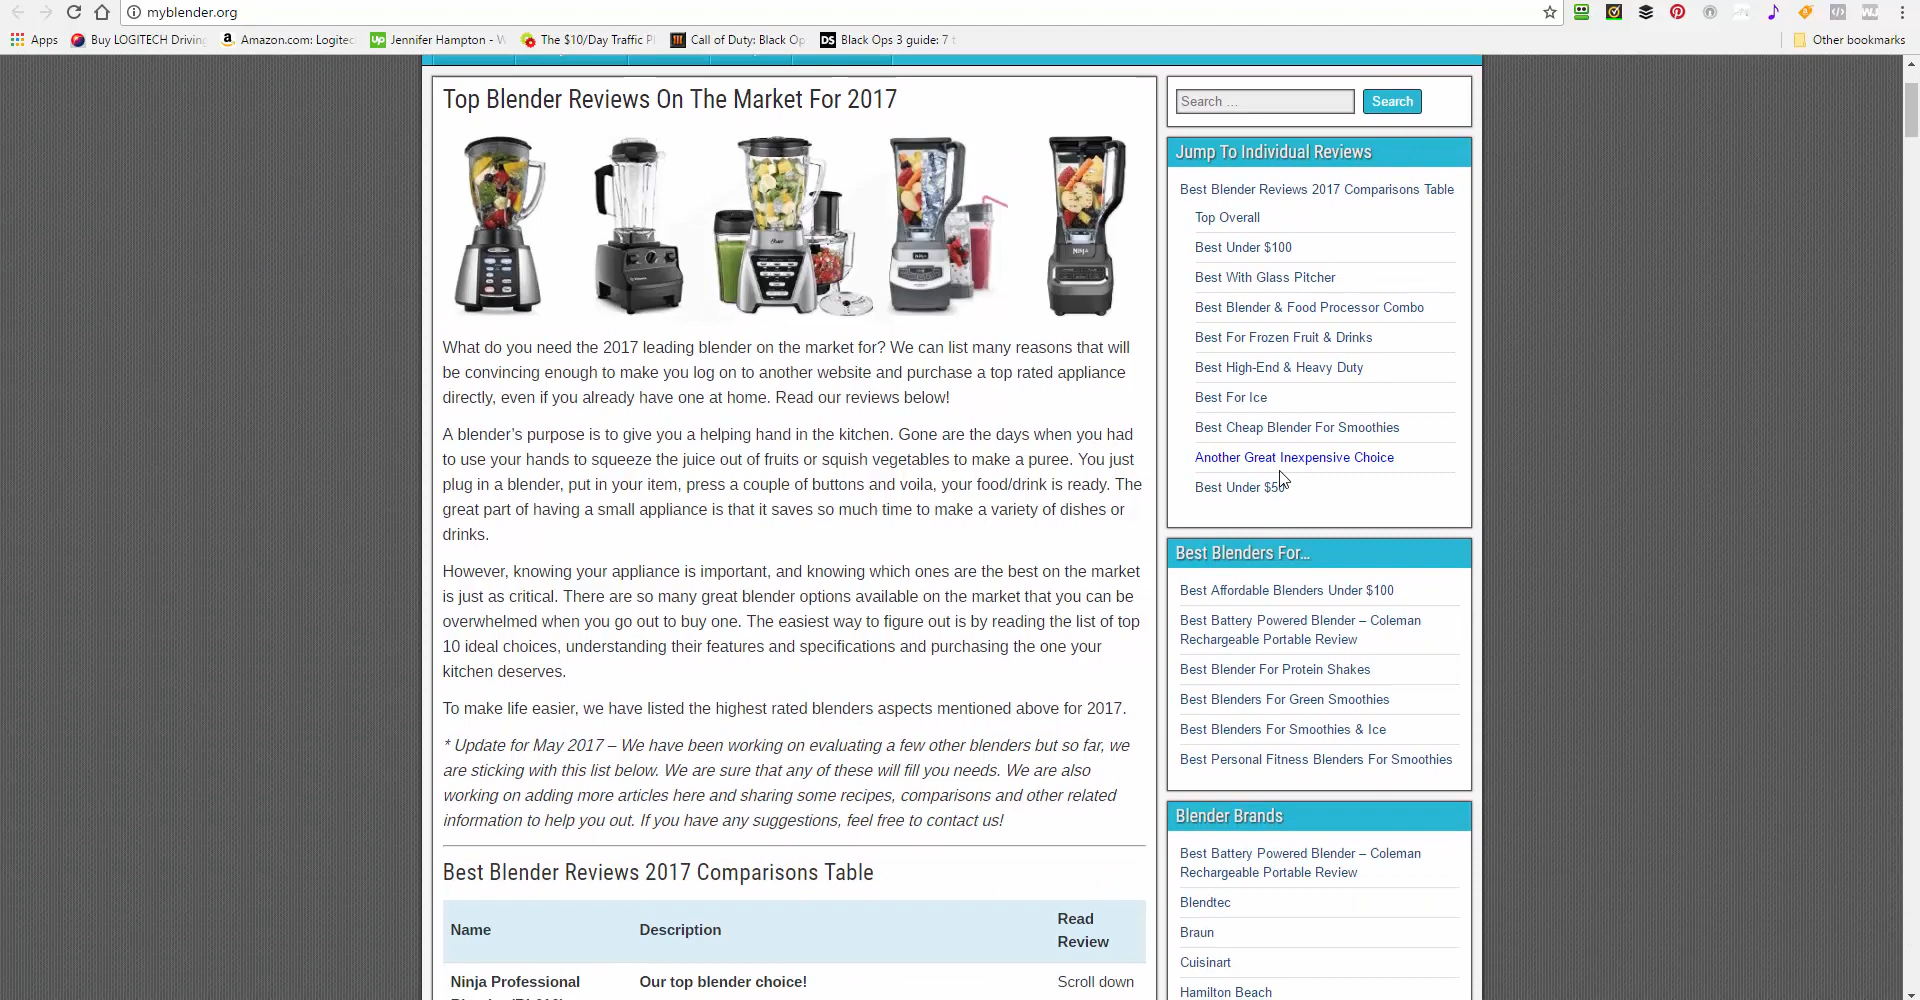 myblender.org
Apps
Buy LOGITECH Driving
Amazon.com: Logitec
Jennifer Hampton - W
The $10/Day Traffic P
Call of Duty: Black Op
Black Ops 3 guide: 7 t
Other bookmarks
Top Blender Reviews On The Market For 2017
What do you need the 2017 leading blender on the market for? We can list many reasons that will
be convincing enough to make you log on to another website and purchase a top rated appliance
directly, even if you already have one at home. Read our reviews below!
A blender’s purpose is to give you a helping hand in the kitchen. Gone are the days when you had
to use your hands to squeeze the juice out of fruits or squish vegetables to make a puree. You just
plug in a blender, put in your item, press a couple of buttons and voila, your food/drink is ready. The
great part of having a small appliance is that it saves so much time to make a variety of dishes or
drinks.
However, knowing your appliance is important, and knowing which ones are the best on the market
is just as critical. There are so many great blender options available on the market that you can be
overwhelmed when you go out to buy one. The easiest way to figure out is by reading the list of top
10 ideal choices, understanding their features and specifications and purchasing the one your
kitchen deserves.
To make life easier, we have listed the highest rated blenders aspects mentioned above for 2017.
* Update for May 2017 – We have been working on evaluating a few other blenders but so far, we
are sticking with this list below. We are sure that any of these will fill you needs. We are also
working on adding more articles here and sharing some recipes, comparisons and other related
information to help you out. If you have any suggestions, feel free to contact us!
Best Blender Reviews 2017 Comparisons Table
Name
Description
Read
Review
Ninja Professional
Our top blender choice!
Scroll down
Search …
Search
Jump To Individual Reviews
Best Blender Reviews 2017 Comparisons Table
Top Overall
Best Under $100
Best With Glass Pitcher
Best Blender & Food Processor Combo
Best For Frozen Fruit & Drinks
Best High-End & Heavy Duty
Best For Ice
Best Cheap Blender For Smoothies
Another Great Inexpensive Choice
Best Under $50
Best Blenders For…
Best Affordable Blenders Under $100
Best Battery Powered Blender – Coleman
Rechargeable Portable Review
Best Blender For Protein Shakes
Best Blenders For Green Smoothies
Best Blenders For Smoothies & Ice
Best Personal Fitness Blenders For Smoothies
Blender Brands
Best Battery Powered Blender – Coleman
Rechargeable Portable Review
Blendtec
Braun
Cuisinart
Hamilton Beach